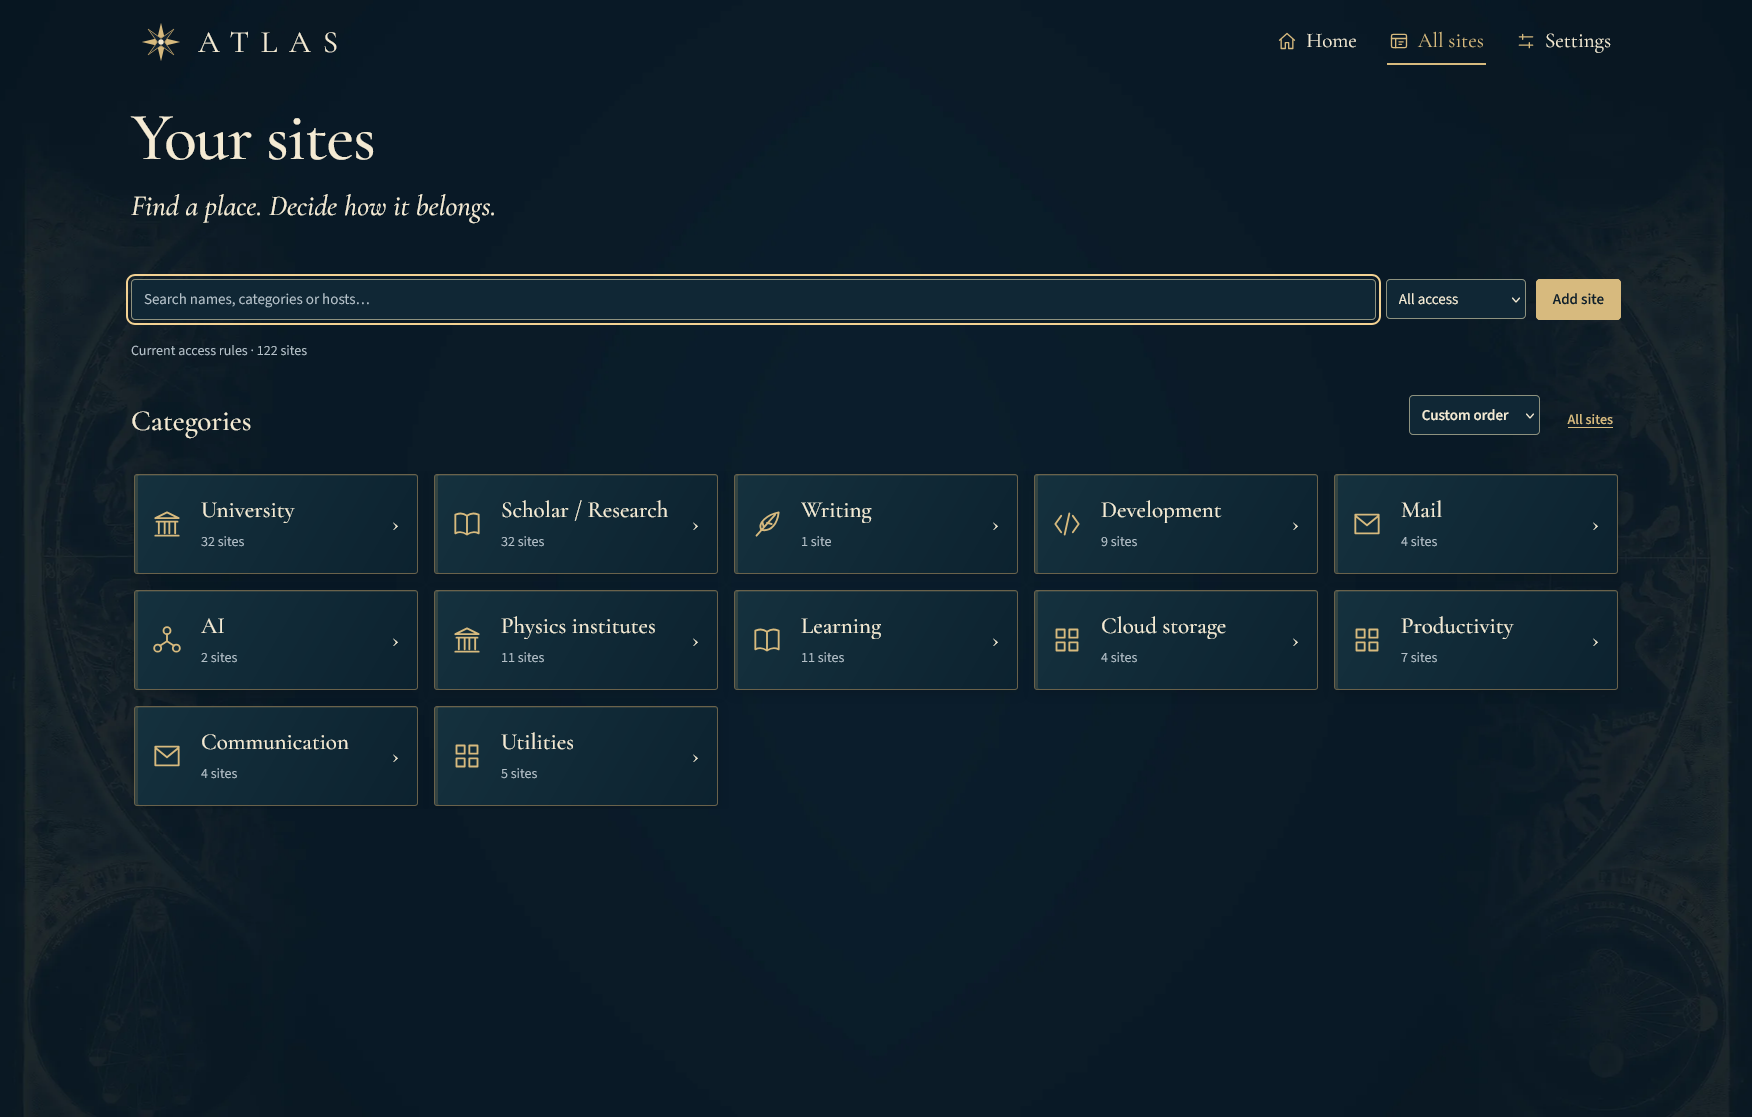 ATLAS
Home
All sites
Settings
Your sites
Find a place. Decide how it belongs.
Search names, categories or hosts…
All access
Add site
Current access rules · 122 sites
Categories
Custom order
All sites
University
32 sites
Scholar / Research
32 sites
Writing
1 site
Development
9 sites
Mail
4 sites
AI
2 sites
Physics institutes
11 sites
Learning
11 sites
Cloud storage
4 sites
Productivity
7 sites
Communication
4 sites
Utilities
5 sites